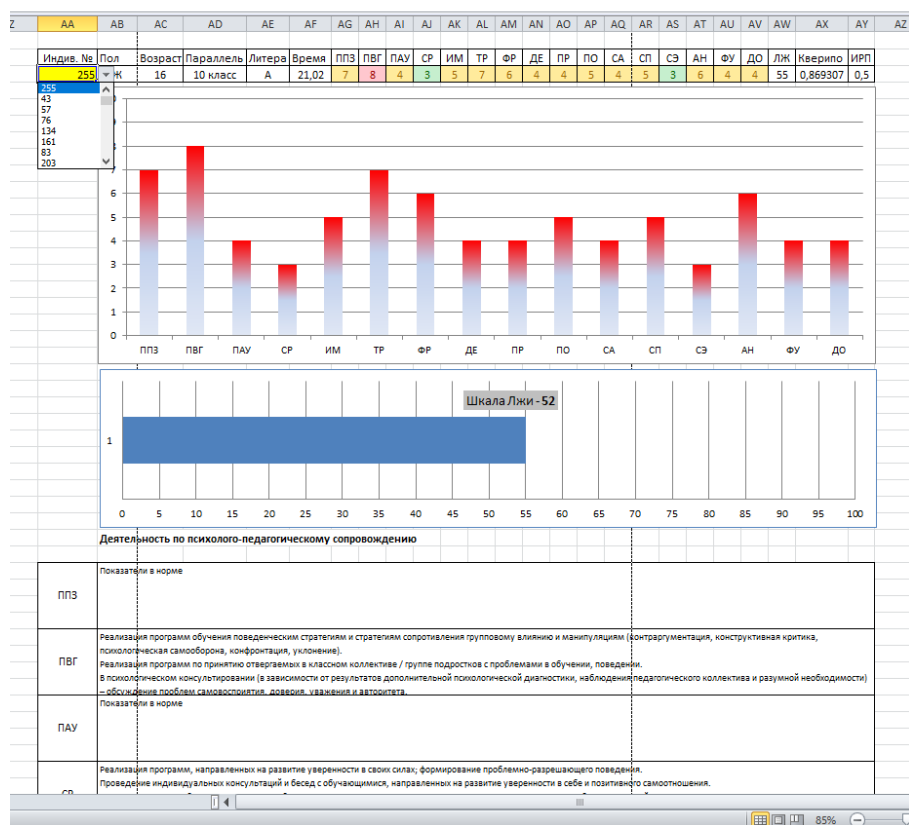 Z AA AB AC AD AE AF AG AH AI AJ AK AL AM AN AO AP AQ AR AS AT AU AV AW AX AY AZ
Индив. № Пол Возраст Параллель Литера Время ППЗ ПВГ ПАУ СР ИМ ТР ФР ДЕ ПР ПО СА СП СЭ АН ФУ ДО ЛЖ Кверипо ИРП
255 Ж 16 10 класс А 21,02 7 8 4 3 5 7 6 4 4 5 4 5 3 6 4 4 55 0,869307 0,5
255
43
57
76
134
161
83
203
6
5
4
3
2
1
0
ППЗ ПВГ ПАУ СР ИМ ТР ФР ДЕ ПР ПО СА СП СЭ АН ФУ ДО
Шкала Лжи - 52
1
0 5 10 15 20 25 30 35 40 45 50 55 60 65 70 75 80 85 90 95 100
Деятельность по психолого-педагогическому сопровождению
ППЗ
Показатели в норме
ПВГ
Реализация программ обучения поведенческим стратегиям и стратегиям сопротивления групповому влиянию и манипуляциям (контраргументация, конструктивная критика,
психологическая самооборона, конфронтация, уклонение).
Реализация программ по принятию отвергаемых в классном коллективе / группе подростков с проблемами в обучении, поведении.
В психологическом консультировании (в зависимости от результатов дополнительной психологической диагностики, наблюдения педагогического коллектива и разумной необходимости)
– обсуждение проблем самовосприятия, доверия, уважения и авторитета.
ПАУ
Показатели в норме
СР
Реализация программ, направленных на развитие уверенности в своих силах; формирование проблемно-разрешающего поведения.
Проведение индивидуальных консультаций и бесед с обучающимися, направленных на развитие уверенности в себе и позитивного самоотношения.
85%